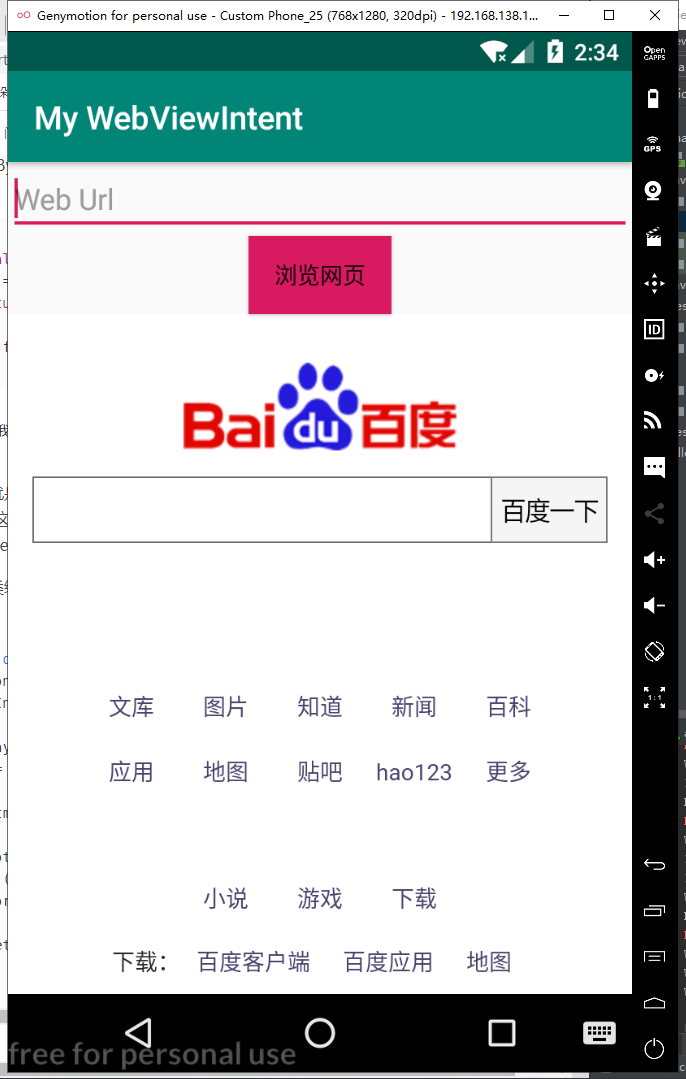 Genymotion for personal use - Custom Phone_25 (768x1280, 320dpi) - 192.168.138.1...
2:34
Open
GAPPS
My WebViewIntent
GPS
Web Url
浏览网页
ID
Bai du 百度
百度一下
1:1
文库 图片 知道 新闻 百科
应用 地图 贴吧 hao123 更多
小说 游戏 下载
下载： 百度客户端 百度应用 地图
free for personal use